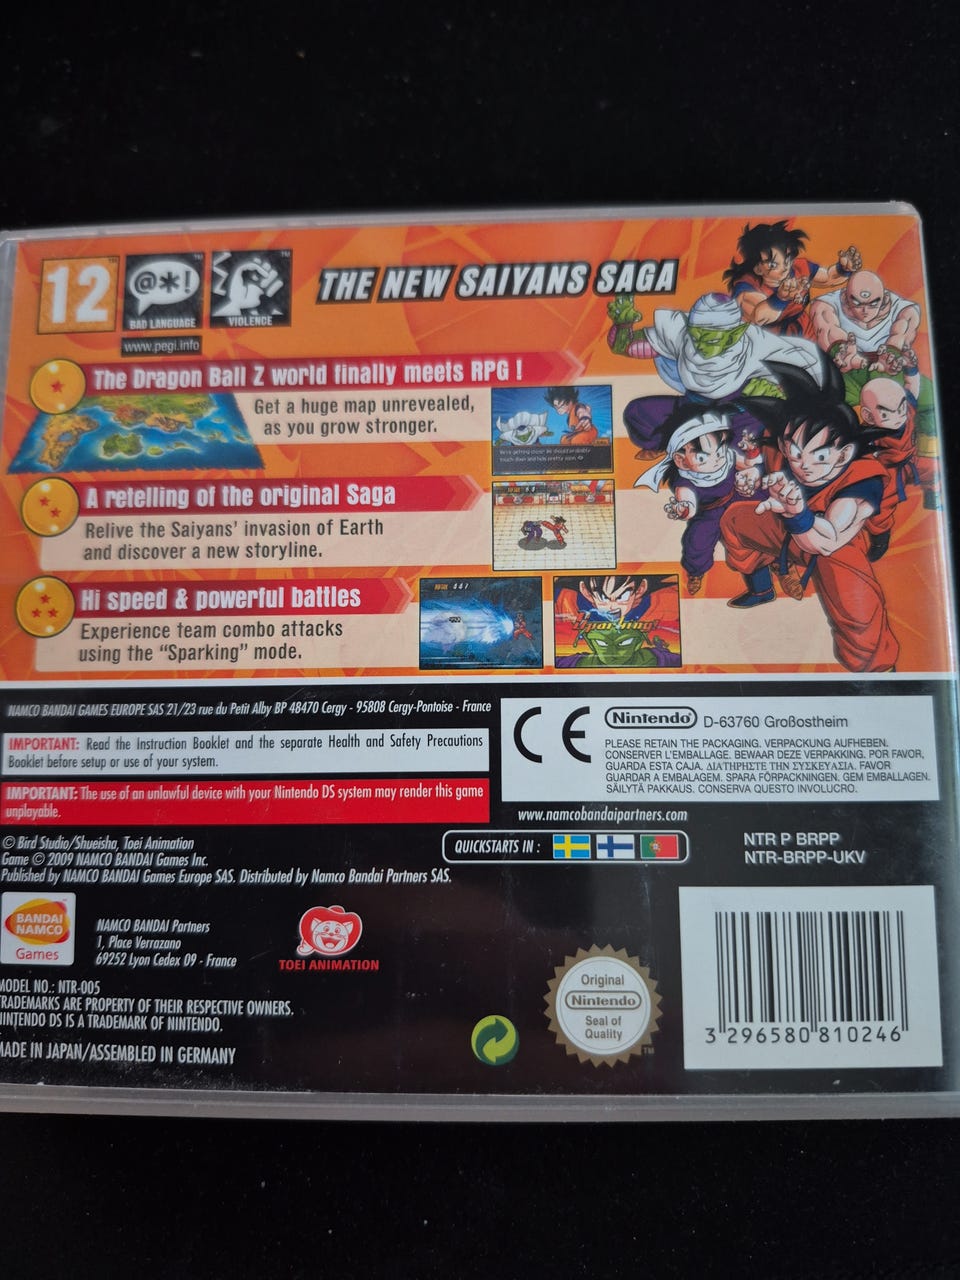 12
@*!
BAD LANGUAGE
VIOLENCE
www.pegi.info
THE NEW SAIYANS SAGA
The Dragon Ball Z world finally meets RPG !
Get a huge map unrevealed,
as you grow stronger.
A retelling of the original Saga
Relive the Saiyans' invasion of Earth
and discover a new storyline.
Hi speed & powerful battles
Experience team combo attacks
using the "Sparking" mode.
Sparking!
NAMCO BANDAI GAMES EUROPE SAS 21/23 rue du Petit Alby BP 48470 Cergy - 95808 Cergy-Pontoise - France
IMPORTANT: Read the Instruction Booklet and the separate Health and Safety Precautions
Booklet before setup or use of your system.
IMPORTANT: The use of an unlawful device with your Nintendo DS system may render this game
unplayable.
CE
Nintendo D-63760 Großostheim
PLEASE RETAIN THE PACKAGING. VERPACKUNG AUFHEBEN.
CONSERVER L'EMBALLAGE. BEWAAR DEZE VERPAKKING. POR FAVOR,
GUARDA ESTA CAJA. ΔΙΑΤΗΡΗΣΤΕ ΤΗΝ ΣΥΣΚΕΥΑΣΙΑ. FAVOR
GUARDAR A EMBALAGEM. SPARA FÖRPACKNINGEN. GEM EMBALLAGEN.
SÄILYTÄ PAKKAUS. CONSERVA QUESTO INVOLUCRO.
www.namcobandaipartners.com
© Bird Studio/Shueisha, Toei Animation
Game © 2009 NAMCO BANDAI Games Inc.
Published by NAMCO BANDAI Games Europe SAS. Distributed by Namco Bandai Partners SAS.
QUICKSTARTS IN :
NTR P BRPP
NTR-BRPP-UKV
BANDAI
NAMCO
Games
NAMCO BANDAI Partners
1, Place Verrazano
69252 Lyon Cedex 09 - France
TOEI ANIMATION
MODEL NO.: NTR-005
TRADEMARKS ARE PROPERTY OF THEIR RESPECTIVE OWNERS.
NINTENDO DS IS A TRADEMARK OF NINTENDO.
MADE IN JAPAN/ASSEMBLED IN GERMANY
Original
Nintendo
Seal of
Quality
TM
3 296580 810246